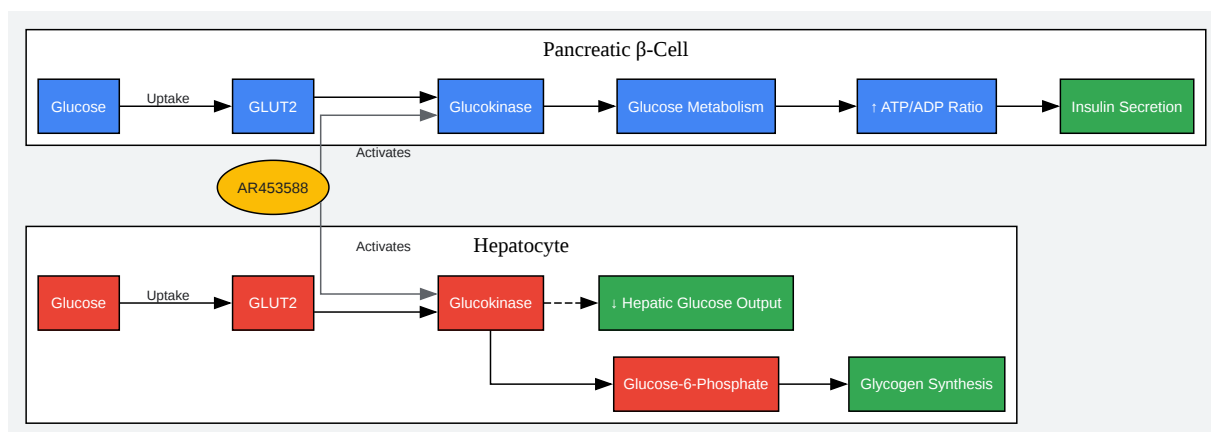 Pancreatic β-Cell
Glucose
Uptake
GLUT2
Glucokinase
Glucose Metabolism
↑ ATP/ADP Ratio
Insulin Secretion
Activates
AR453588
Activates
Hepatocyte
Glucose
Uptake
GLUT2
Glucokinase
↓ Hepatic Glucose Output
Glucose-6-Phosphate
Glycogen Synthesis